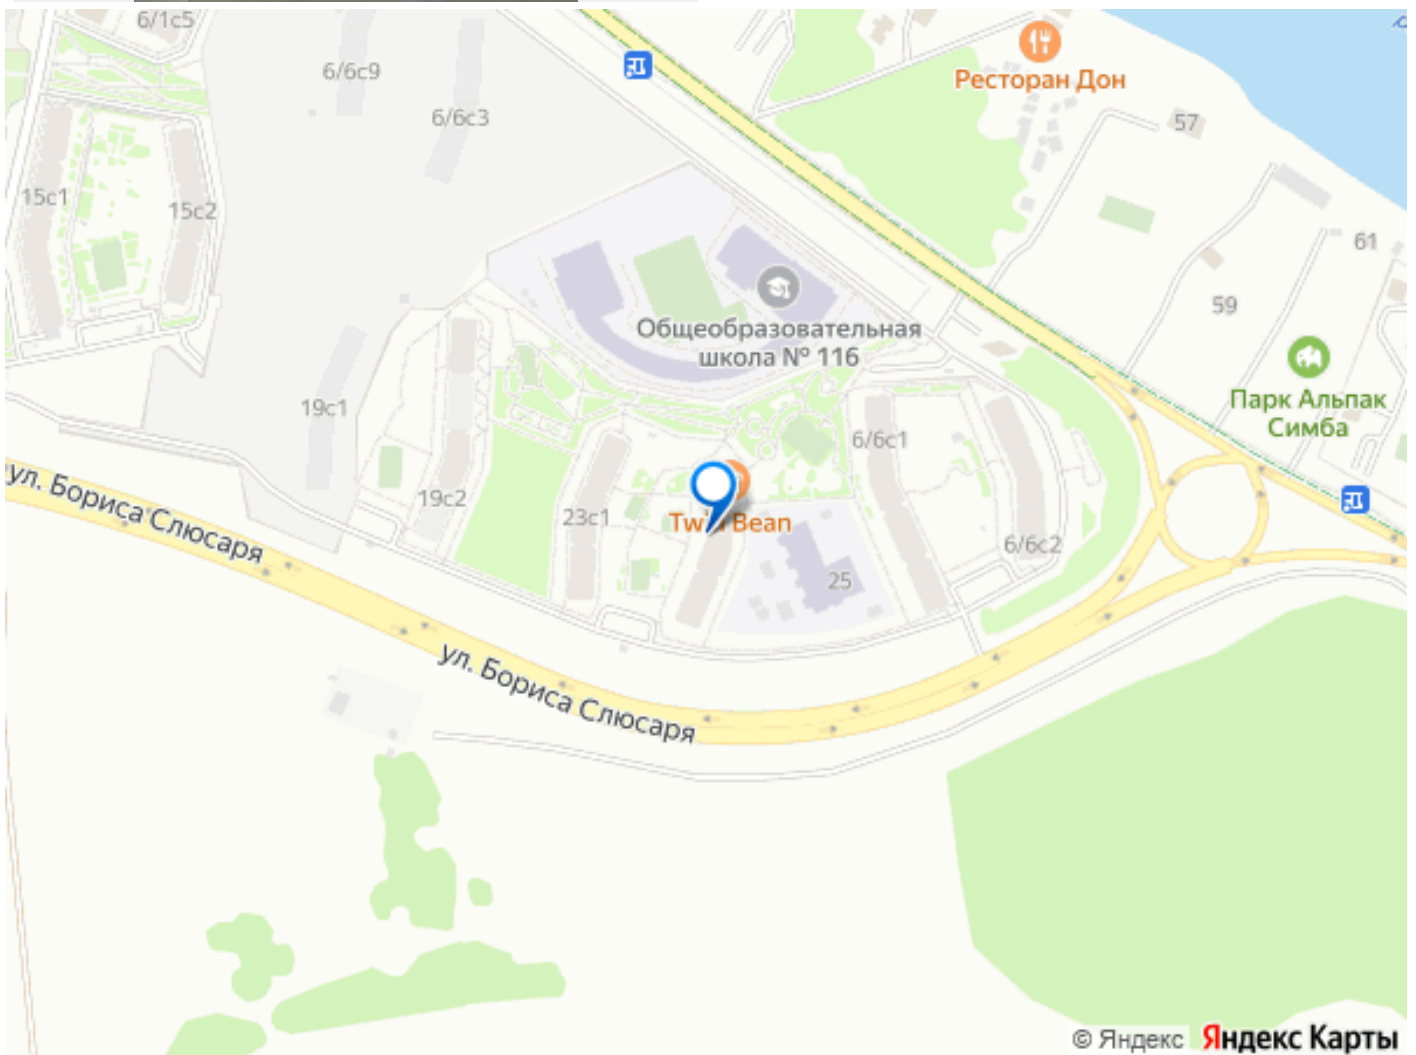 6/1с5
6/6с9
6/6с3
Ресторан Дон
57
15с1
15с2
61
59
Общеобразовательная
школа № 116
Парк Альпак
Симба
19с1
6/6с1
19с2
23с1
Bean
6/6с2
25
ул. Бориса Слюсаря
ул. Бориса Слюсаря
© Яндекс Яндекс Карты